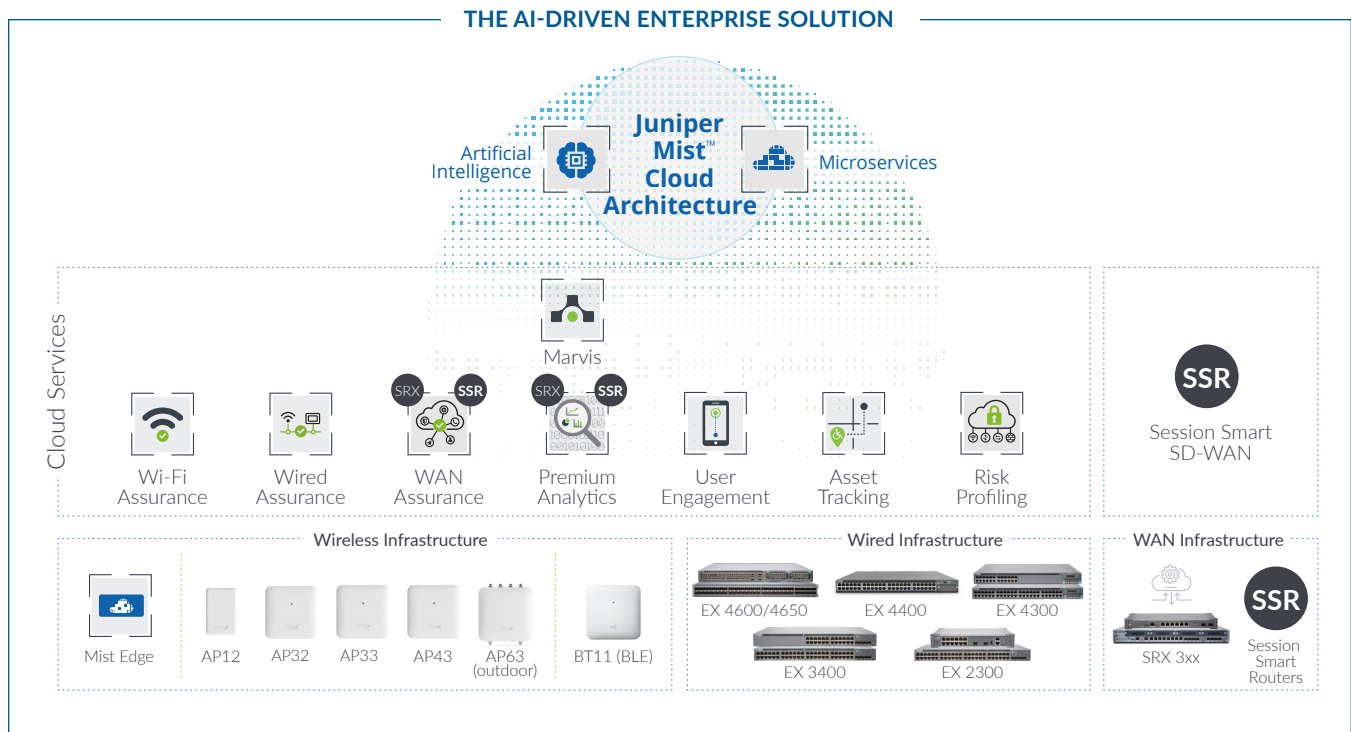 THE AI-DRIVEN ENTERPRISE SOLUTION
Juniper
Mist™
Cloud
Architecture
Artificial
Intelligence
Microservices
Cloud Services
Marvis
Wi-Fi
Assurance
Wired
Assurance
SRX
SSR
WAN
Assurance
SRX
SSR
Premium
Analytics
User
Engagement
Asset
Tracking
Risk
Profiling
SSR
Session Smart
SD-WAN
Wireless Infrastructure
Mist Edge
AP12
AP32
AP33
AP43
AP63
(outdoor)
BT11 (BLE)
Wired Infrastructure
EX 4600/4650
EX 4400
EX 4300
EX 3400
EX 2300
WAN Infrastructure
SRX 3xx
SSR
Session
Smart
Routers